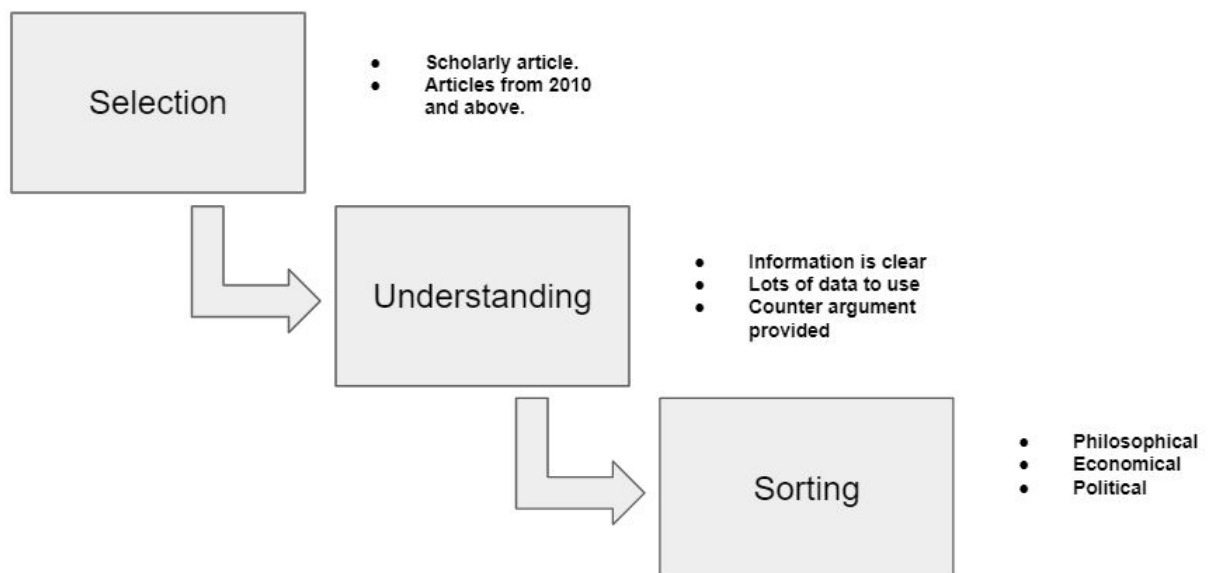 Selection
● Scholarly article.
● Articles from 2010
and above.
Understanding
● Information is clear
● Lots of data to use
● Counter argument
provided
Sorting
● Philosophical
● Economical
● Political